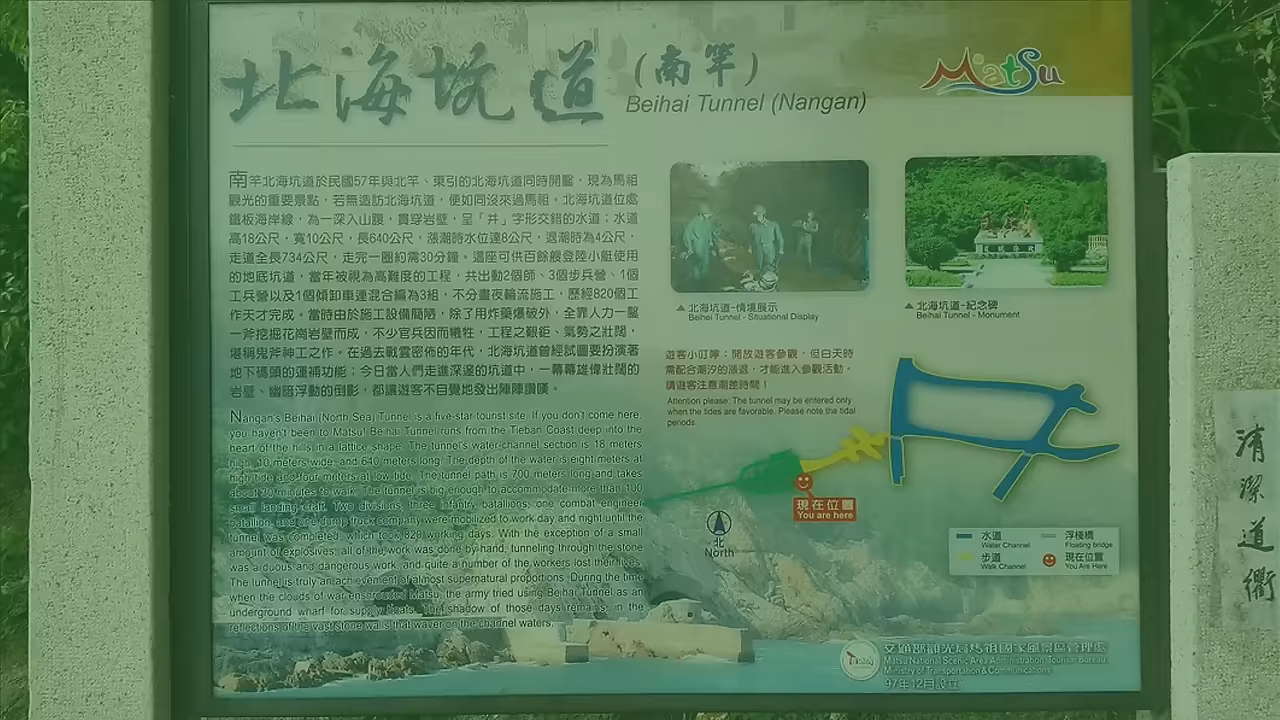 北海坑道
(南竿)
Beihai Tunnel (Nangan)
Matsu
南竿北海坑道於民國57年與北竿、東引的北海坑道同時開鑿，現為馬祖
觀光的重要景點，若無造訪北海坑道，便如同沒來過馬祖。北海坑道位處
鐵板海岸線，為一深入山腹，貫穿岩壁，呈「井」字形交錯的水道；水道
高18公尺，寬10公尺，長640公尺，漲潮時水位達8公尺，退潮時為4公尺，
走道全長734公尺，走完一圈約需30分鐘。這座可供百餘艘登陸小艇使用
的地底坑道，當年被視為高難度的工程，共出動2個師、3個步兵營、1個
工兵營以及1個傾卸車連混合編為3組，不分晝夜輪流施工，歷經820個工
作天才完成。當時由於施工設備簡陋，除了用炸藥爆破外，全靠人力一鑿
一斧挖掘花崗岩壁而成，不少官兵因而犧牲，工程之艱鉅、氣勢之壯闊，
堪稱鬼斧神工之作。在過去戰雲密佈的年代，北海坑道曾經試圖要扮演著
地下碼頭的運補功能；今日當人們走進深邃的坑道中，一幕幕雄偉壯闊的
岩壁、幽暗浮動的倒影，都讓遊客不自覺地發出陣陣讚嘆。
Nangan's Beihai (North Sea) Tunnel is a five-star tourist site. If you don't come here,
you haven't been to Matsu! Beihai Tunnel runs from the Tieban Coast deep into the
heart of the hills in a lattice shape. The tunnel's water-channel section is 18 meters
high, 10 meters wide, and 640 meters long. The depth of the water is eight meters at
high tide and four meters at low tide. The tunnel path is 700 meters long and takes
about 30 minutes to walk. The tunnel is big enough to accommodate more than 100
small landing craft. Two divisions, three infantry batallions, one combat engineer
batallion, and one dump truck company were mobilized to work day and night until the
tunnel was completed, which took 820 working days. With the exception of a small
amount of explosives, all of the work was done by hand; tunneling through the stone
was arduous and dangerous work, and quite a number of the workers lost their lives.
The tunnel is truly an achievement of almost supernatural proportions. During the time
when the clouds of war enshrouded Matsu, the army tried using Beihai Tunnel as an
underground wharf for supply boats. The shadow of those days remains, in the
reflections of the vast stone walls that waver on the channel waters.
北海坑道-情境展示
Beihei Tunnel - Situational Display
北海坑道-紀念碑
Beihai Tunnel - Monument
遊客小叮嚀：開放遊客參觀，但白天時
需配合潮汐的漲退，才能進入參觀活動，
請遊客注意潮差時間！
Attention please: The tunnel may be entered only
when the tides are favorable. Please note the tidal
periods
現在位置
You are here
北
North
水道
Water Channel
浮棧橋
Floating bridge
步道
Walk Channel
現在位置
You Are Here
交通部觀光局馬祖國家風景區管理處
Matsu National Scenic Area Administration, Tourism Bureau,
Ministry of Transportation & Communications
97年12月設立
清潔道衢